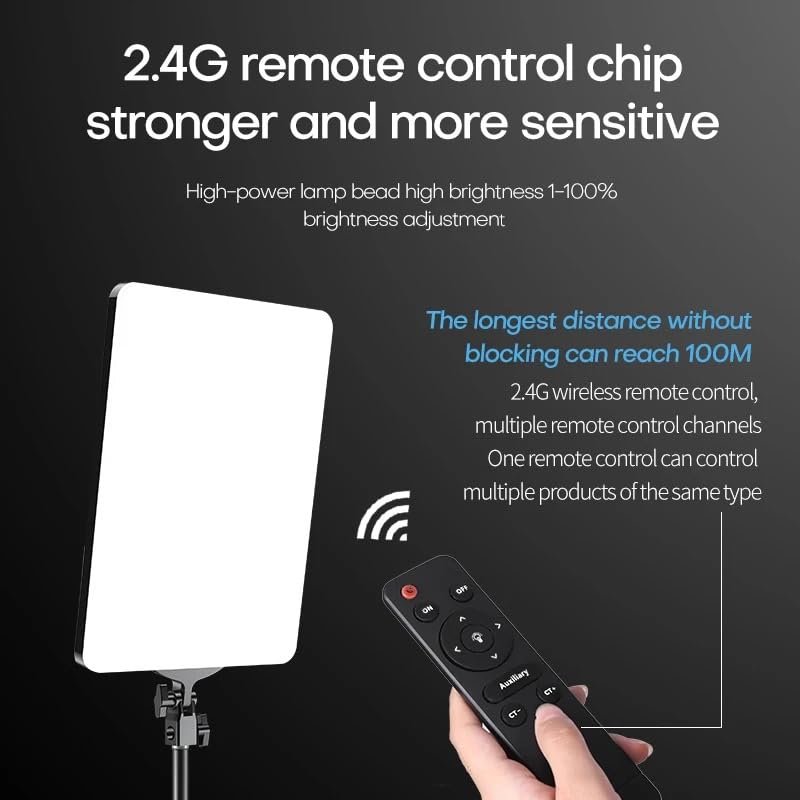 2.4G remote control chip
stronger and more sensitive
High-power lamp bead high brightness 1-100%
brightness adjustment
The longest distance without
blocking can reach 100M
2.4G wireless remote control,
multiple remote control channels
One remote control can control
multiple products of the same type
ON
OFF
Auxiliary
CT-
CT+